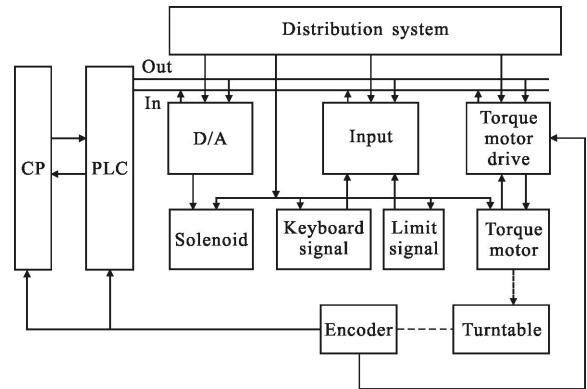 Distribution system
Out
In
CP
PLC
D/A
Input
Torque
motor
drive
Solenoid
Keyboard
signal
Limit
signal
Torque
motor
Encoder
Turntable